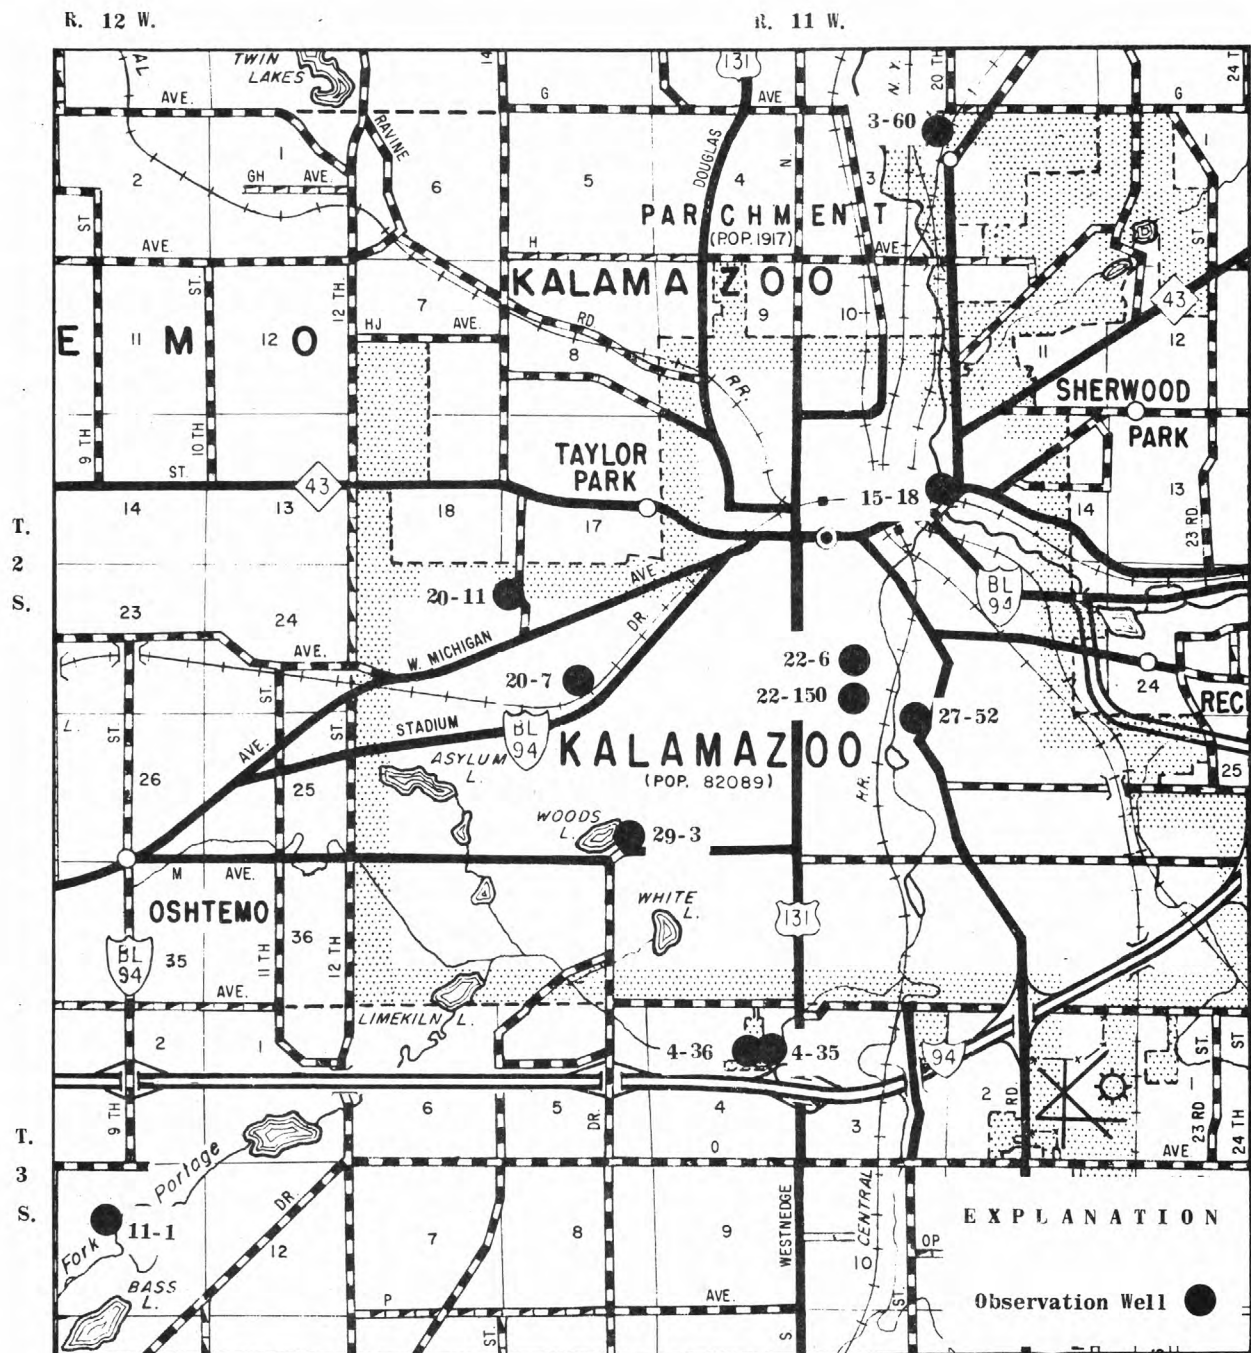 R. 12 W.
R. 11 W.
TWIN
LAKES
AL
14
131
N. Y.
20 TH
24 T
AVE.
G
AVE
G
RAVINE
DOUGLAS
N.
3-60
1
2
1
GH AVE.
6
5
4
3
PARCHMENT
(POP. 1917)
ST
ST
AVE.
H
AVE
KALAMAZOO
ST.
12 TH
7
HJ AVE.
RD
9
10
43
E M O
11
12
8
11
12
RR.
SHERWOOD
PARK
9 TH
10 TH
ST.
TAYLOR
PARK
43
15-18
14
13
18
17
14
13
23 RD.
T.
2
S.
BL
94
20-11
AVE
DR.
23
24
AVE.
W. MICHIGAN
22-6
20-7
22-150
24
ST.
ST.
ST.
L.
AVE.
STADIUM
BL
94
27-52
REC
KALAMAZOO
(POP. 82089)
ASYLUM
L.
RR.
26
25
25
WOODS
L.
29-3
M AVE.
OSHTEMO
WHITE
L.
131
BL
94
35
36
11 TH
12 TH
AVE.
LIMEKILN L.
2
1
4-36
4-35
94
ST.
ST
9 TH
6
5
DR.
4
3
2
RD.
1
23 RD
24 TH
T.
3
S.
O
AVE.
Portage
Fork
11-1
DR
12
7
8
9
WESTNEDGE
CENTRAL
10
OP
EXPLANATION
BASS
L.
P
AVE.
ST.
S
ST.
Observation Well